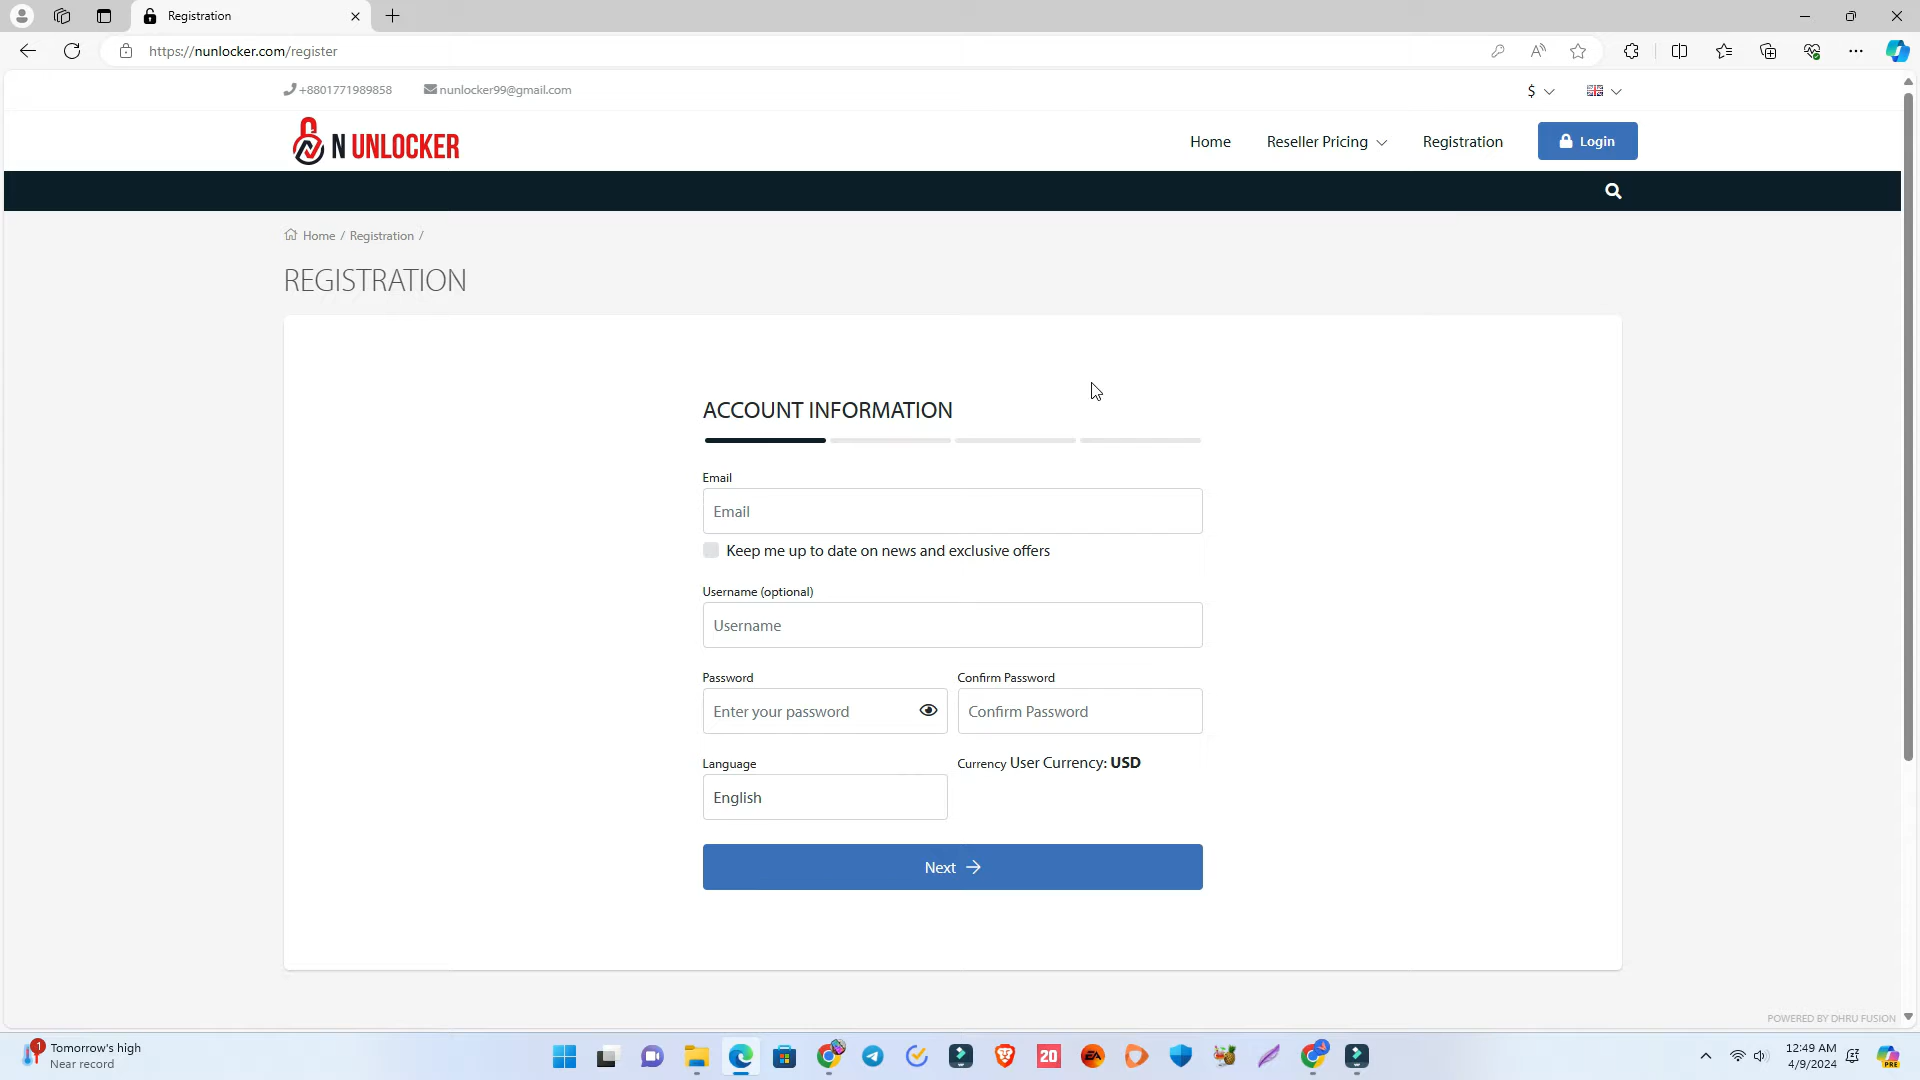 Registration
https://nunlocker.com/register
+8801771989858 nunlocker99@gmail.com $
N UNLOCKER
Home Reseller Pricing Registration Login
Home / Registration /
REGISTRATION
ACCOUNT INFORMATION
Email
Email
Keep me up to date on news and exclusive offers
Username (optional)
Username
Password Confirm Password
Enter your password Confirm Password
Language Currency User Currency: USD
English
Next
POWERED BY DHRU FUSION
1 Tomorrow's high
Near record
20 EA
12:49 AM
4/9/2024
PRE